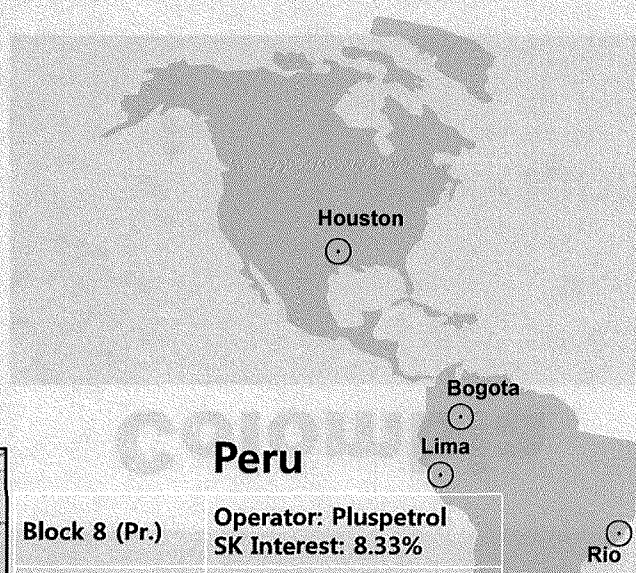 Houston
Bogota
Lima
Peru
Block 8 (Pr.)
Operator: Pluspetrol
SK Interest: 8.33%
Rio